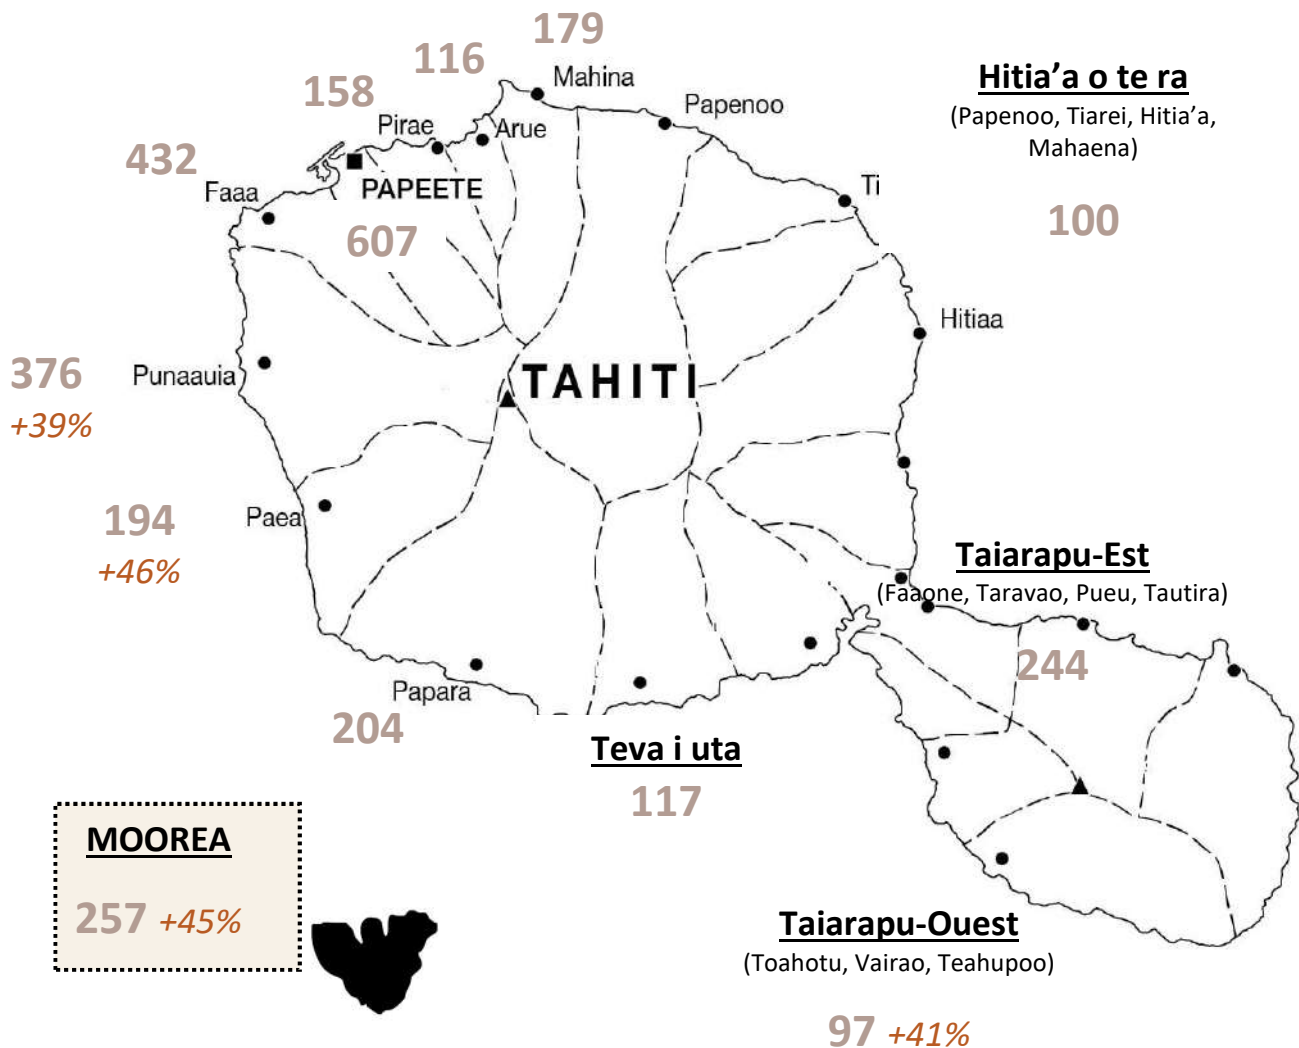 179
116
Mahina
Hitia’a o te ra
158
Papenoo
(Papenoo, Tiarei, Hitia’a,
Mahaena)
Pirae
Arue
432
PAPEETE
Faaa
Ti
100
607
Hitiaa
376
Punaauia
TAHITI
+39%
194
Paea
+46%
Taiarapu-Est
(Faaone, Taravao, Pueu, Tautira)
244
Papara
204
Teva i uta
117
MOOREA
257 +45%
Taiarapu-Ouest
(Toahotu, Vairao, Teahupoo)
97 +41%